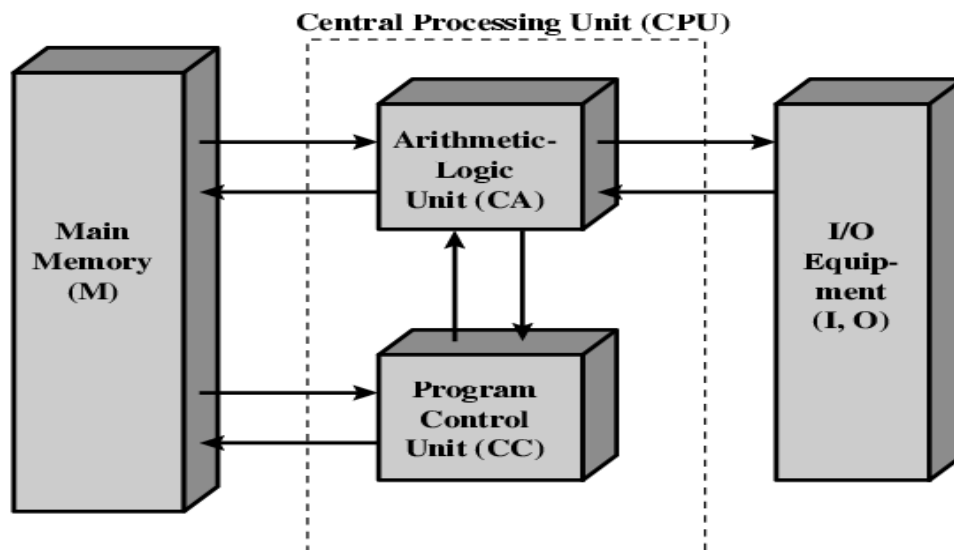 Central Processing Unit (CPU)
Main
Memory
(M)
Arithmetic-
Logic
Unit (CA)
Program
Control
Unit (CC)
I/O
Equip-
ment
(I, O)